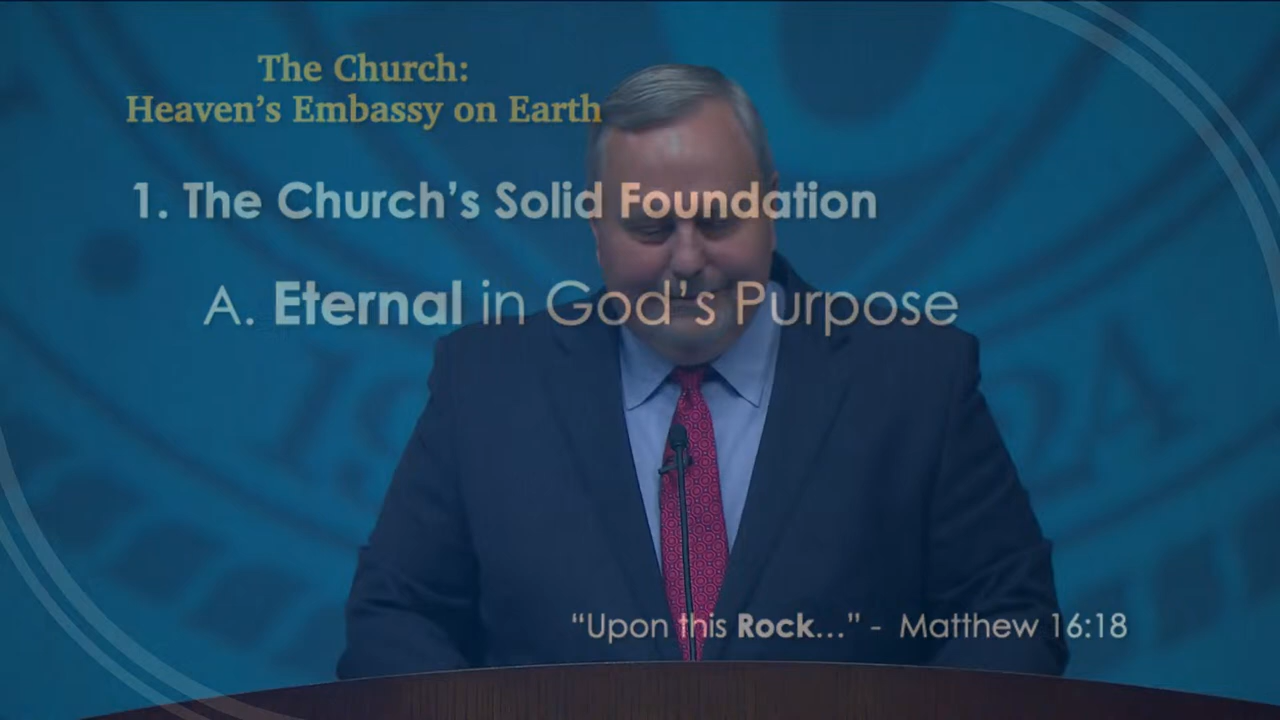 The Church:
Heaven's Embassy on Earth
1. The Church's Solid Foundation
A. Eternal in God's Purpose
“Upon this Rock...” - Matthew 16:18